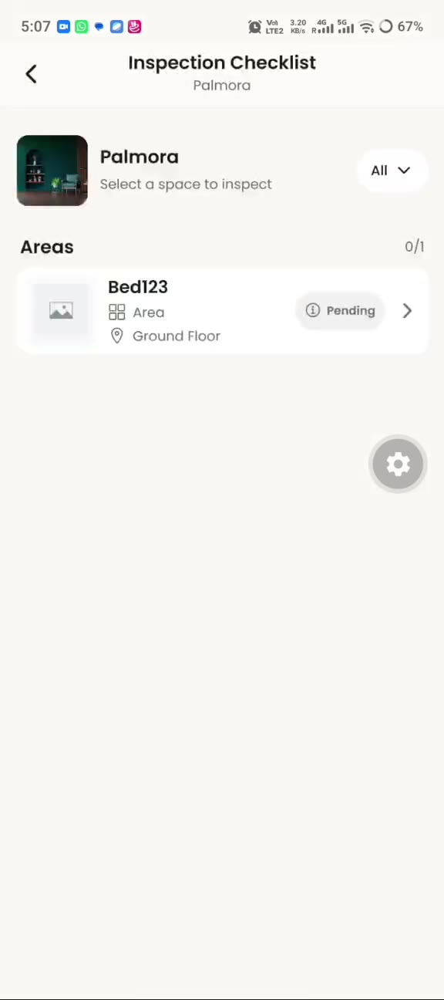 5:07 Vo) LTE2 3.20 KB/s 4G R 5G 67%
Inspection Checklist
Palmora
Palmora
Select a space to inspect
All
Areas
0/1
Bed123
Area
Ground Floor
Pending